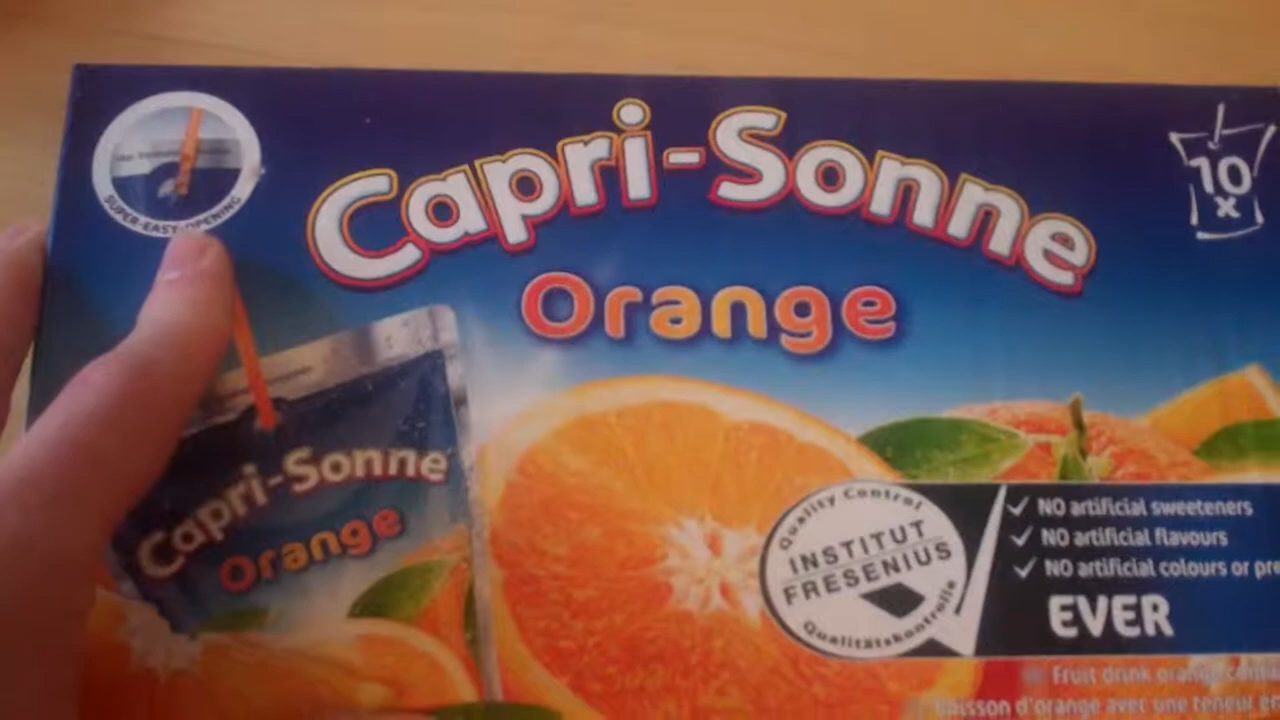 SUPER-EASY-OPENING
Capri-Sonne
Orange
10
x
Capri-Sonne
Orange
Quality Control
INSTITUT
FRESENIUS
Qualitätskontrolle
NO artificial sweeteners
NO artificial flavours
NO artificial colours or
EVER
Fruit drink orange
d'orange avec une teneur en